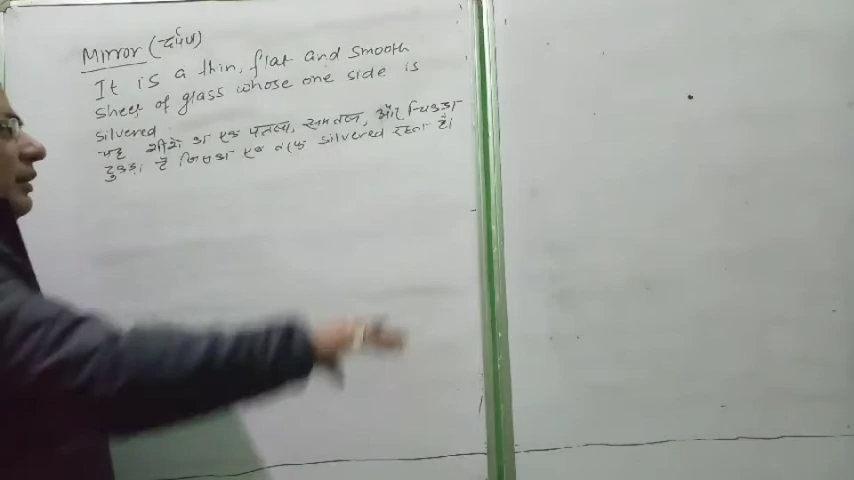 Mirror (दर्पण)
It is a thin, flat and smooth
sheet of glass whose one side is
silvered.
यह शीशे का एक पतला, समतल, और चिकना
टुकड़ा है जिसका एक तरफ silvered रहता है।